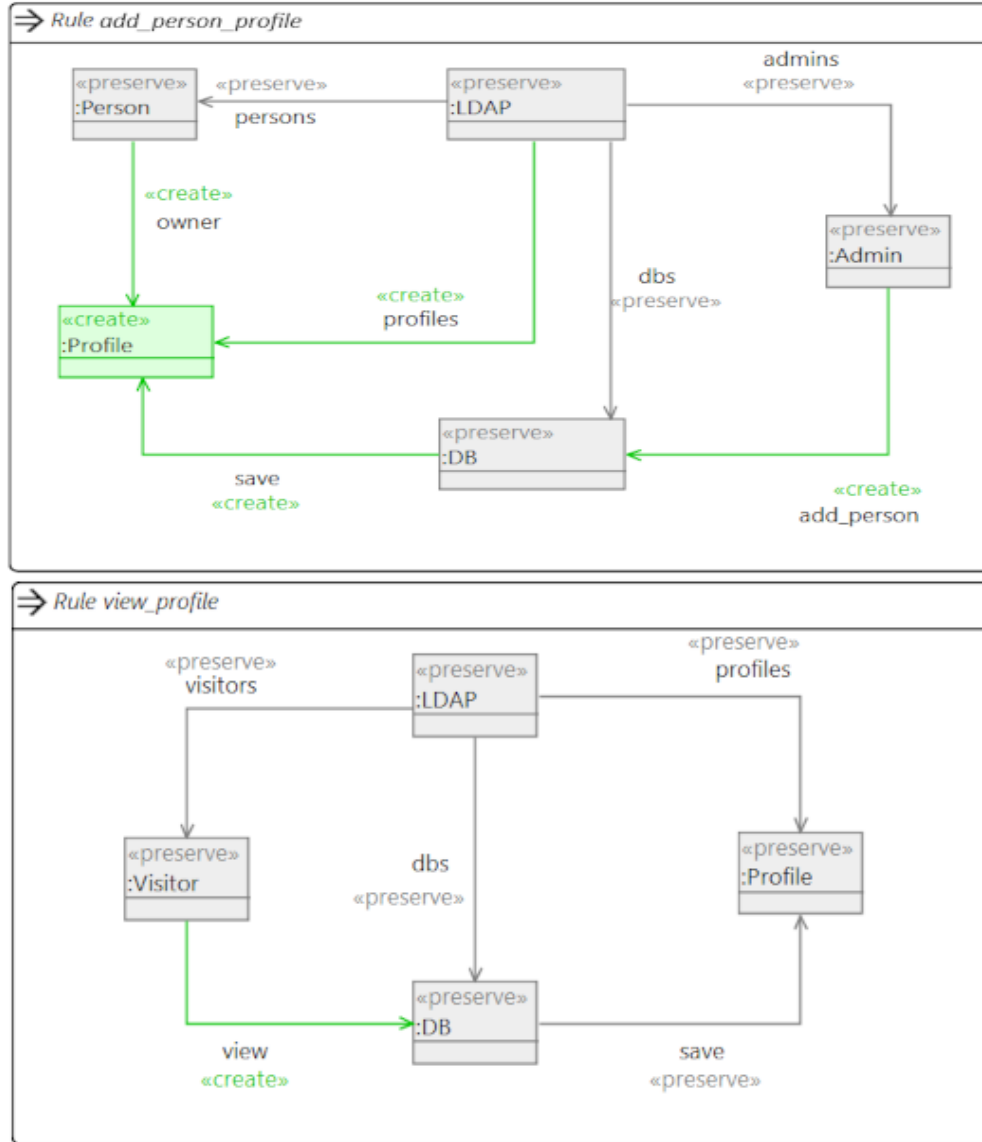 Rule add_person_profile
admins
«preserve»
«preserve»
:Person
«preserve»
persons
«preserve»
:LDAP
«create»
owner
«preserve»
:Admin
dbs
«preserve»
«create»
profiles
«create»
:Profile
«preserve»
:DB
save
«create»
«create»
add_person
Rule view_profile
«preserve»
visitors
«preserve»
:LDAP
«preserve»
profiles
«preserve»
:Visitor
dbs
«preserve»
«preserve»
:Profile
«preserve»
:DB
view
«create»
save
«preserve»